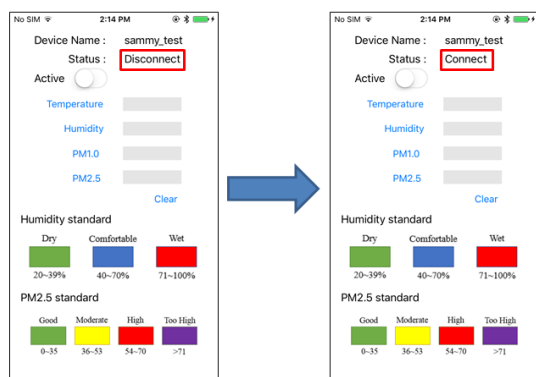 No SIM 2:14 PM
Device Name : sammy_test
Status : Disconnect
Active
Temperature
Humidity
PM1.0
PM2.5
Clear
Humidity standard
Dry Comfortable Wet
20~39% 40~70% 71~100%
PM2.5 standard
Good Moderate High Too High
0~35 36~53 54~70 >71
No SIM 2:14 PM
Device Name : sammy_test
Status : Connect
Active
Temperature
Humidity
PM1.0
PM2.5
Clear
Humidity standard
Dry Comfortable Wet
20~39% 40~70% 71~100%
PM2.5 standard
Good Moderate High Too High
0~35 36~53 54~70 >71